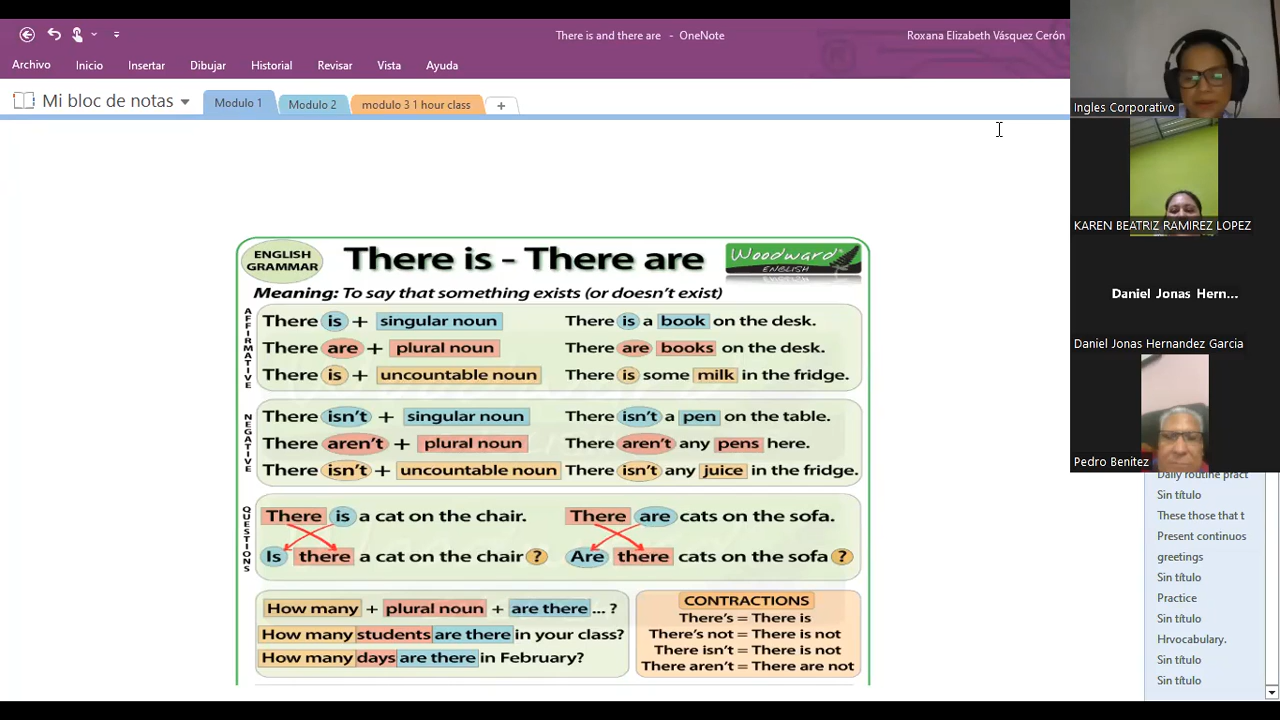 There is and there are - OneNote
Roxana Elizabeth Vásquez Cerón
Archivo Inicio Insertar Dibujar Historial Revisar Vista Ayuda
Mi bloc de notas
Modulo 1
Modulo 2
modulo 3 1 hour class
+
ENGLISH
GRAMMAR
There is - There are
Woodward
ENGLISH
Meaning: To say that something exists (or doesn't exist)
AFFIRMATIVE
There is + singular noun
There is a book on the desk.
There are + plural noun
There are books on the desk.
There is + uncountable noun
There is some milk in the fridge.
NEGATIVE
There isn't + singular noun
There isn't a pen on the table.
There aren't + plural noun
There aren't any pens here.
There isn't + uncountable noun
There isn't any juice in the fridge.
QUESTIONS
There is a cat on the chair.
There are cats on the sofa.
Is there a cat on the chair ?
Are there cats on the sofa ?
How many + plural noun + are there ... ?
How many students are there in your class?
How many days are there in February?
CONTRACTIONS
There's = There is
There's not = There is not
There isn't = There is not
There aren't = There are not
Ingles Corporativo
KAREN BEATRIZ RAMIREZ LOPEZ
Daniel Jonas Hern...
Daniel Jonas Hernandez Garcia
Pedro Benitez
Daily routine pract
Sin título
These those that t
Present continuos
greetings
Sin título
Practice
Sin título
Hrvocabulary.
Sin título
Sin título